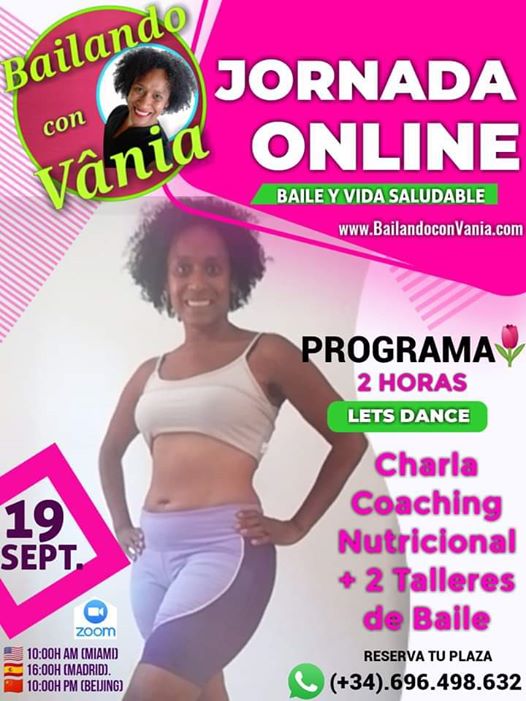 Bailando
con
Vânia
JORNADA
ONLINE
BAILE Y VIDA SALUDABLE
www.BailandoconVania.com
PROGRAMA
2 HORAS
LETS DANCE
Charla
Coaching
Nutricional
+ 2 Talleres
de Baile
19
SEPT.
zoom
10:00H AM (MIAMI)
16:00H (MADRID).
10:00H PM (BEIJING)
RESERVA TU PLAZA
(+34).696.498.632